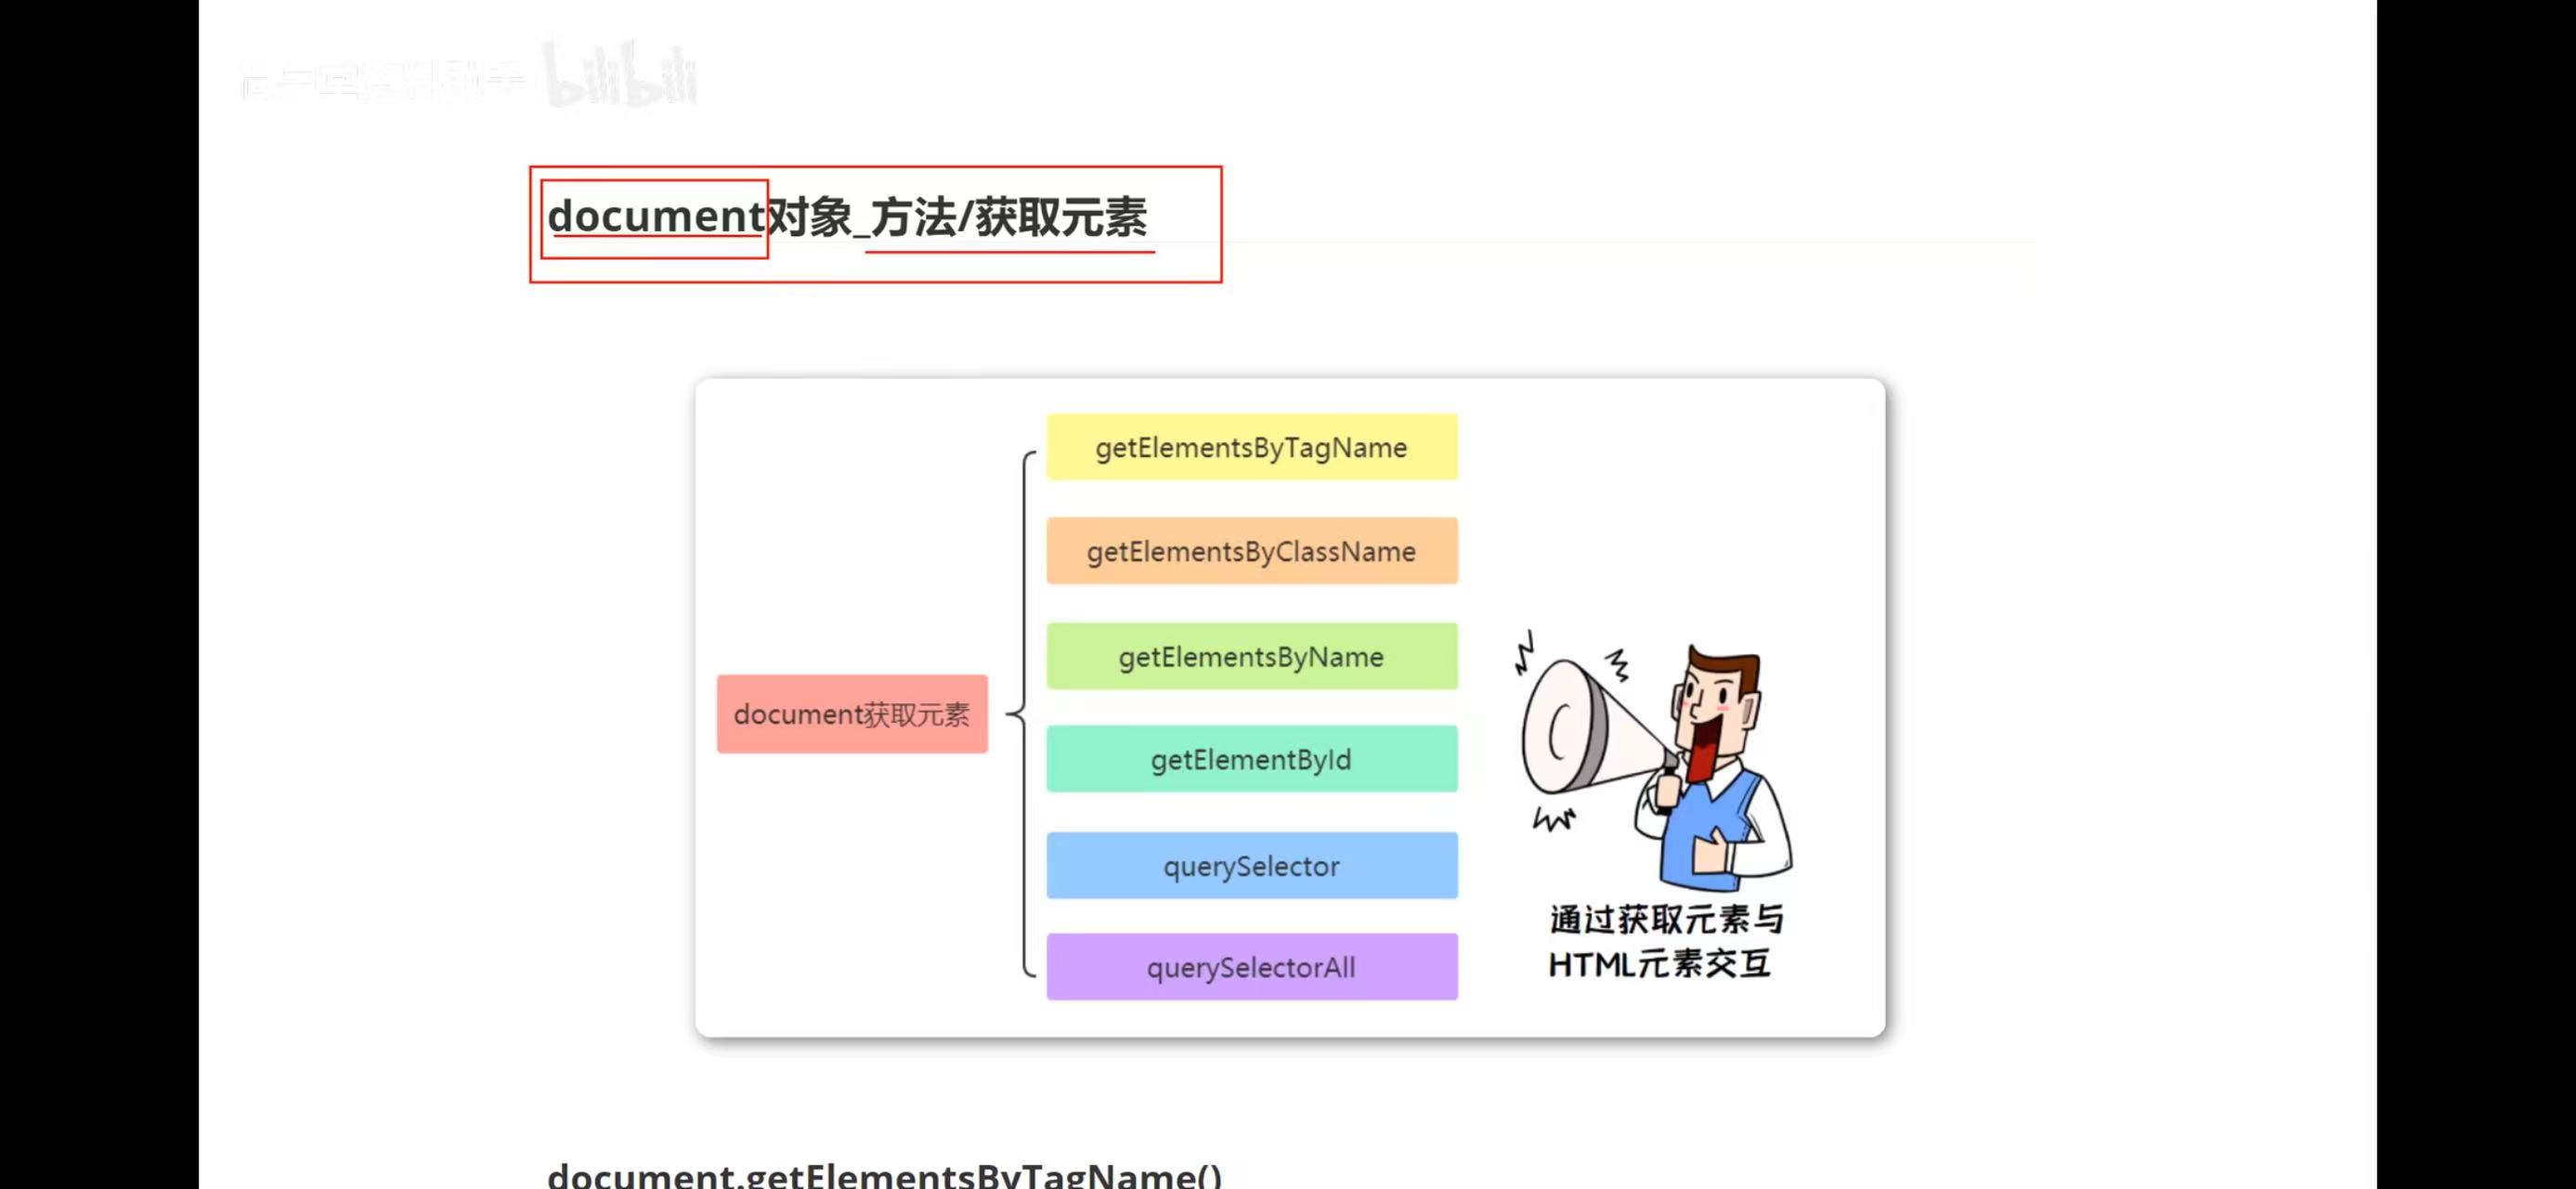 bilibili
document对象_方法/获取元素
getElementsByTagName
getElementsByClassName
getElementsByName
document获取元素
getElementById
querySelector
querySelectorAll
通过获取元素与
HTML元素交互
document.getElementsByTagName()